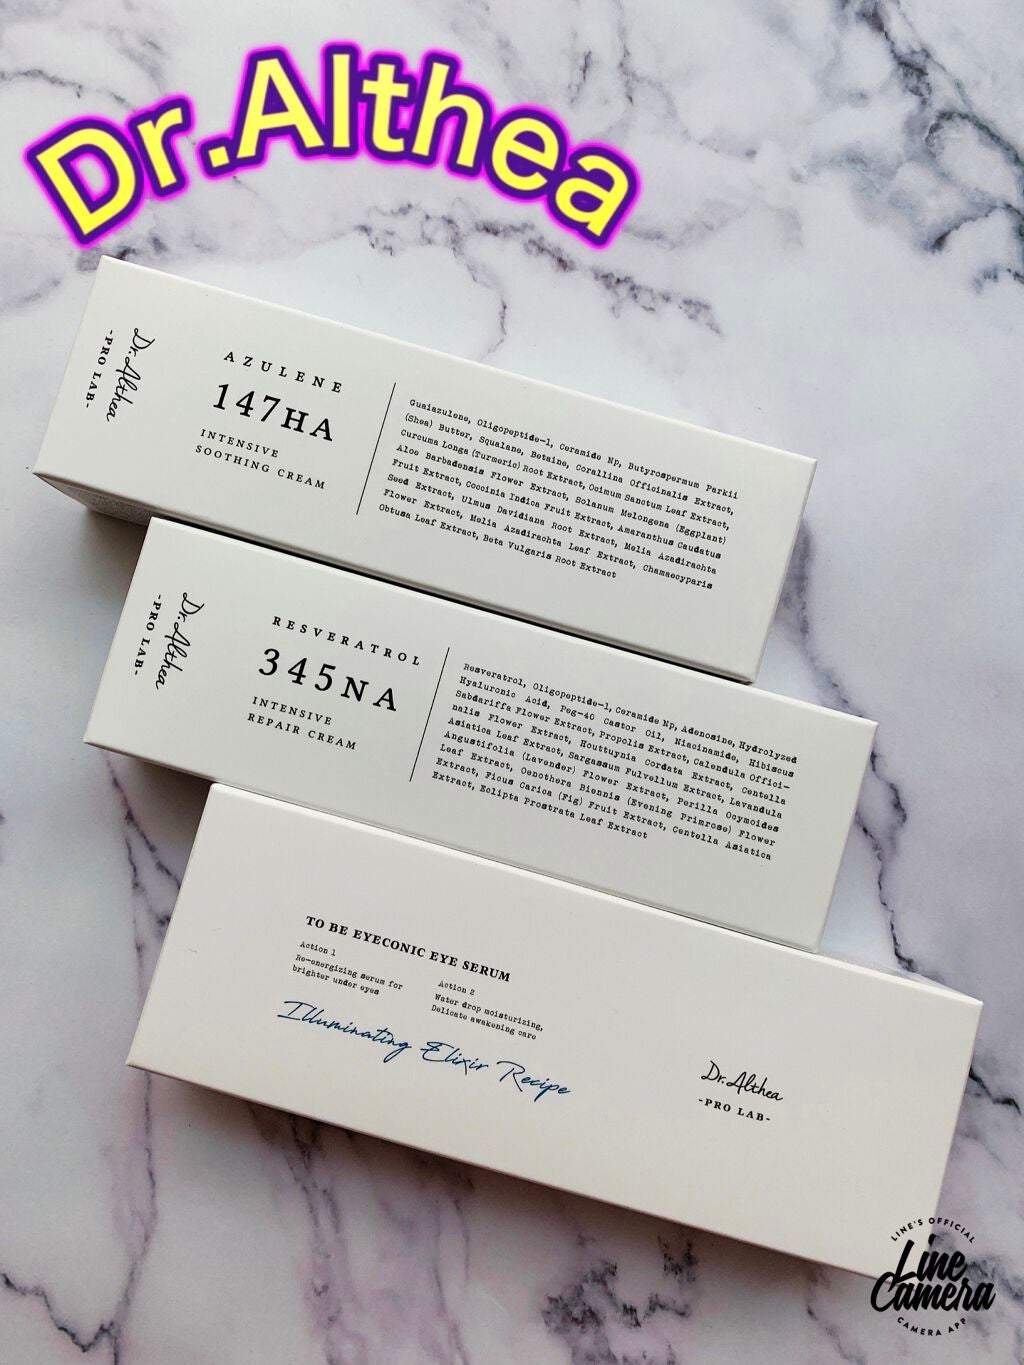 Dr.Althea
Dr.Althea
-PRO LAB-
AZULENE
147HA
INTENSIVE
SOOTHING CREAM
Guaiazulene, Oligopeptide-1, Ceramide Np, Butyrospermum Parkii
(Shea) Butter, Squalane, Betaine, Corallina Officinalis Extract,
Curcuma Longa (Turmeric) Root Extract, Ocimum Sanctum Leaf Extract,
Aloe Barbadensis Flower Extract, Solanum Melongena (Eggplant)
Fruit Extract, Coccinia Indica Fruit Extract, Amaranthus Caudatus
Seed Extract, Ulmus Davidiana Root Extract, Melia Azadirachta
Flower Extract, Melia Azadirachta Leaf Extract, Chamaecyparis
Obtusa Leaf Extract, Beta Vulgaris Root Extract
Dr.Althea
-PRO LAB-
RESVERATROL
345NA
INTENSIVE
REPAIR CREAM
Resveratrol, Oligopeptide-1, Ceramide Np, Adenosine, Hydrolyzed
Hyaluronic Acid, Peg-40 Castor Oil, Niacinamide, Hibiscus
Sabdariffa Flower Extract, Propolis Extract, Calendula Offici-
nalis Flower Extract, Houttuynia Cordata Extract, Centella
Asiatica Leaf Extract, Sargassum Fulvellum Extract, Lavandula
Angustifolia (Lavender) Flower Extract, Perilla Ocymoides
Leaf Extract, Oenothera Biennis (Evening Primrose) Flower
Extract, Ficus Carica (Fig) Fruit Extract, Centella Asiatica
Extract, Eclipta Prostrata Leaf Extract
TO BE EYECONIC EYE SERUM
Action 1
Re-energizing serum for
brighter under eyes
Action 2
Water drop moisturizing,
Delicate awakening care
Illuminating Elixir Recipe
Dr.Althea
-PRO LAB-
LINE'S OFFICIAL
Line
Camera
CAMERA APP